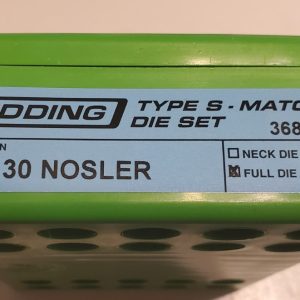 DDING TYPE S - MATC
DIE SET 368
N
30 NOSLER
NECK DIE
FULL DIE